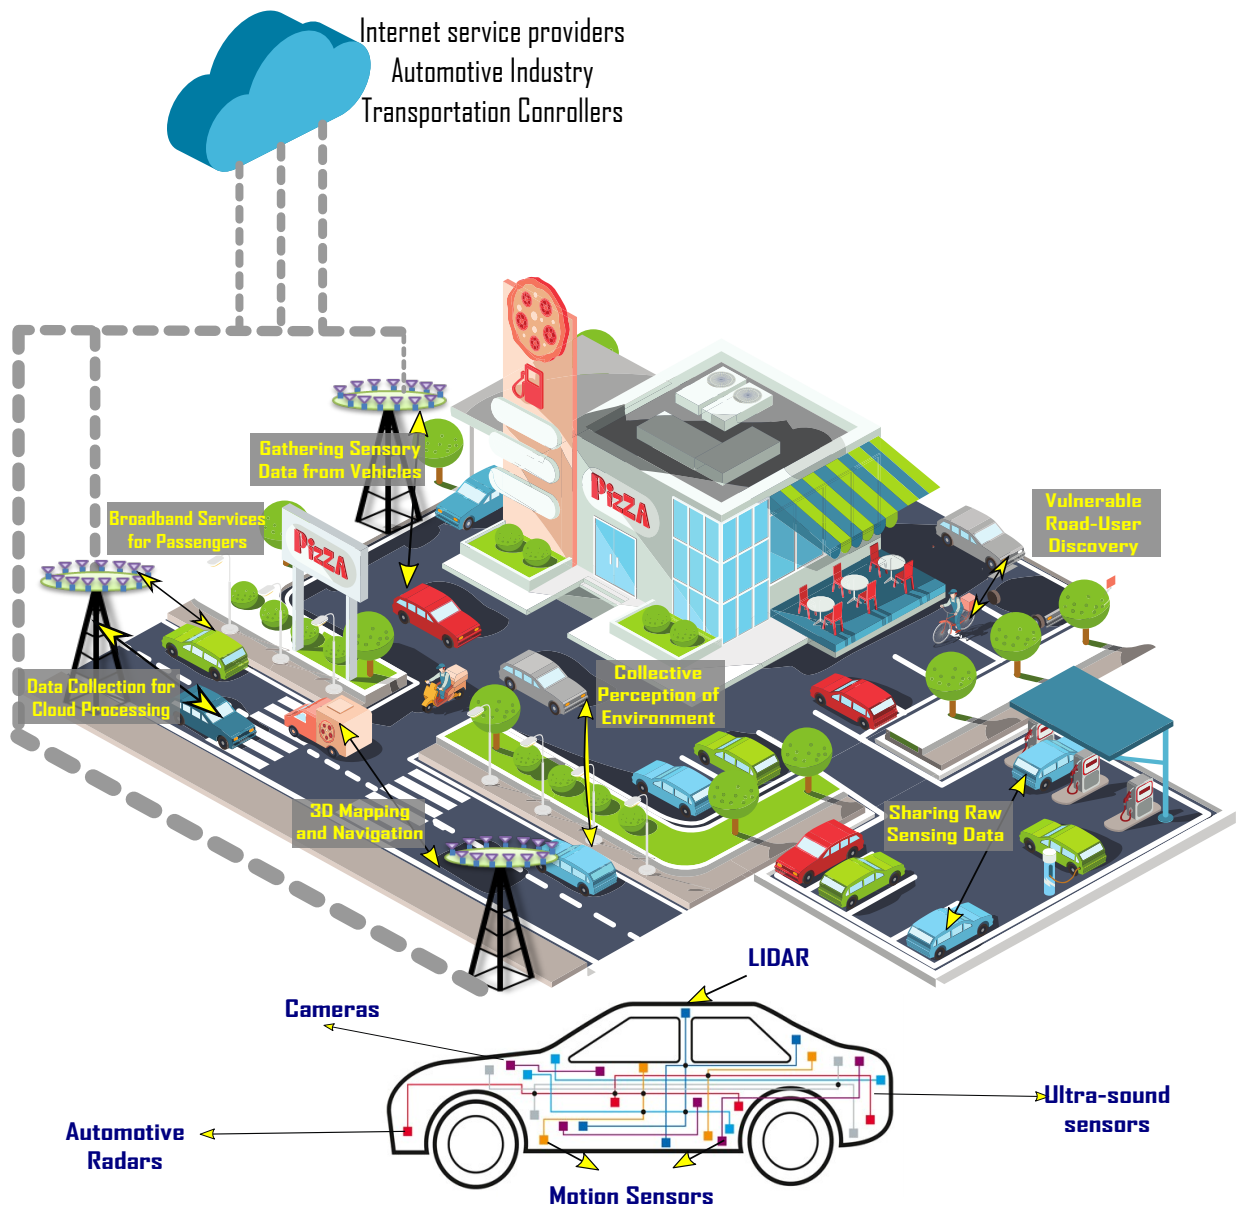 Internet service providers
Automotive Industry
Transportation Conrollers
Gathering Sensory
Data from Vehicles
Broadband Services
for Passengers
PizzA
PizzA
Vulnerable
Road-User
Discovery
Data Collection for
Cloud Processing
Collective
Perception of
Environment
3D Mapping
and Navigation
Sharing Raw
Sensing Data
LIDAR
Cameras
Ultra-sound
sensors
Automotive
Radars
Motion Sensors